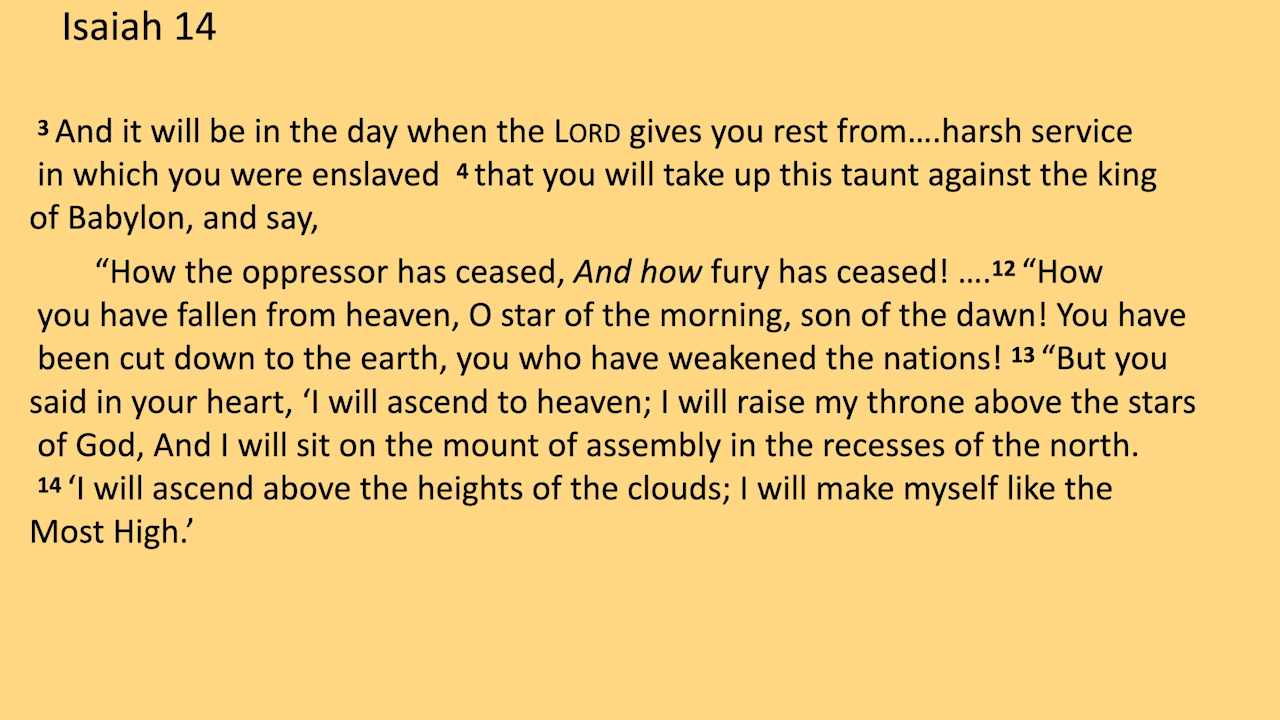 Isaiah 14
3 And it will be in the day when the LORD gives you rest from….harsh service
in which you were enslaved 4 that you will take up this taunt against the king
of Babylon, and say,
“How the oppressor has ceased, And how fury has ceased! ….12 “How
you have fallen from heaven, O star of the morning, son of the dawn! You have
been cut down to the earth, you who have weakened the nations! 13 “But you
said in your heart, ‘I will ascend to heaven; I will raise my throne above the stars
of God, And I will sit on the mount of assembly in the recesses of the north.
14 ‘I will ascend above the heights of the clouds; I will make myself like the
Most High.’